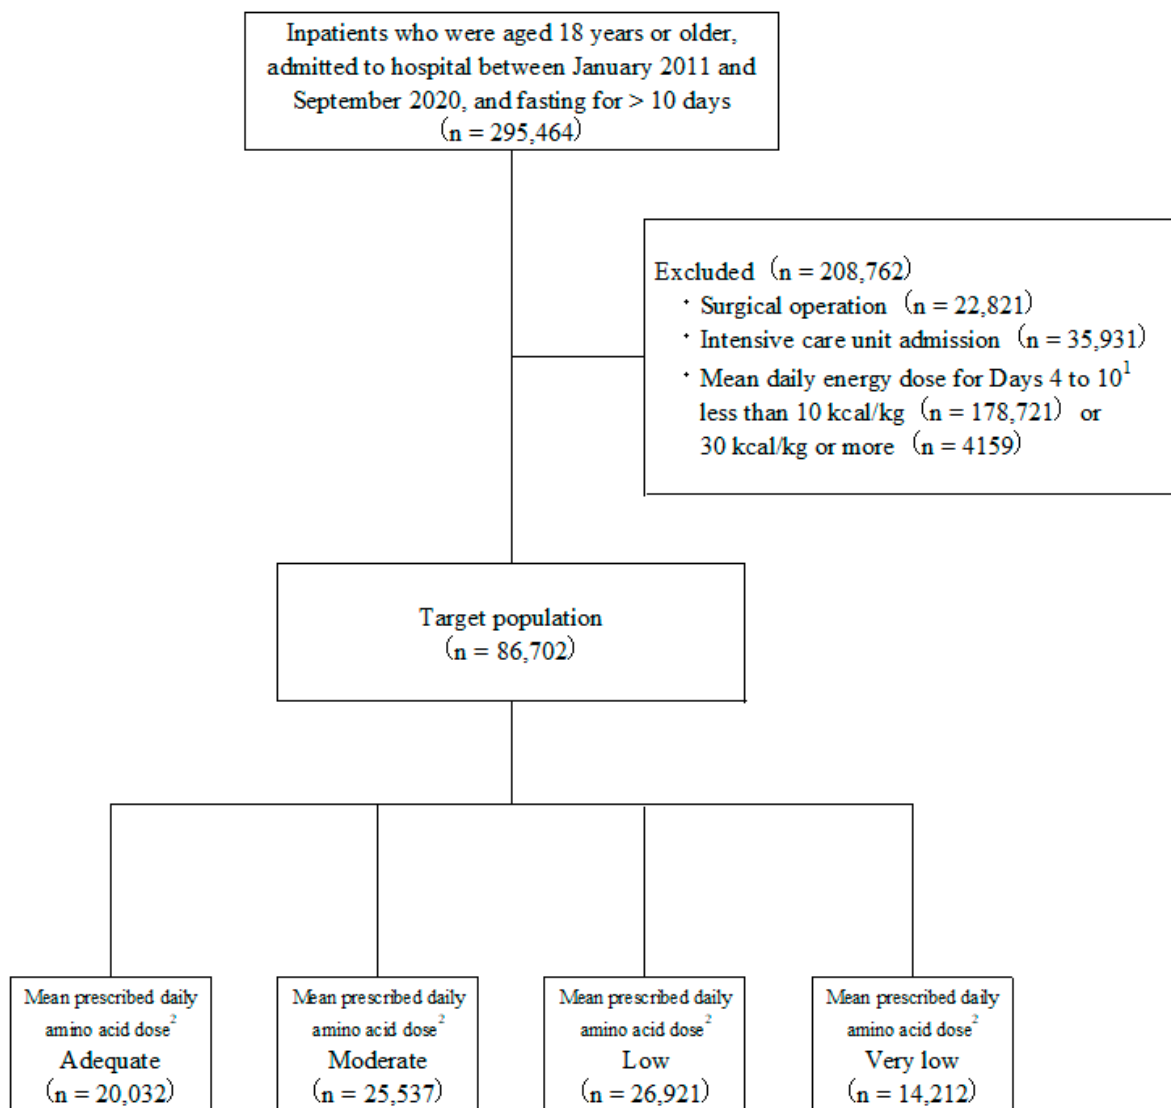 Inpatients who were aged 18 years or older,
admitted to hospital between January 2011 and
September 2020, and fasting for > 10 days
(n = 295,464)
Excluded (n = 208,762)
・ Surgical operation (n = 22,821)
・ Intensive care unit admission (n = 35,931)
・ Mean daily energy dose for Days 4 to 10¹
less than 10 kcal/kg (n = 178,721) or
30 kcal/kg or more (n = 4159)
Target population
(n = 86,702)
Mean prescribed daily
amino acid dose²
Adequate
(n = 20,032)
Mean prescribed daily
amino acid dose²
Moderate
(n = 25,537)
Mean prescribed daily
amino acid dose²
Low
(n = 26,921)
Mean prescribed daily
amino acid dose²
Very low
(n = 14,212)